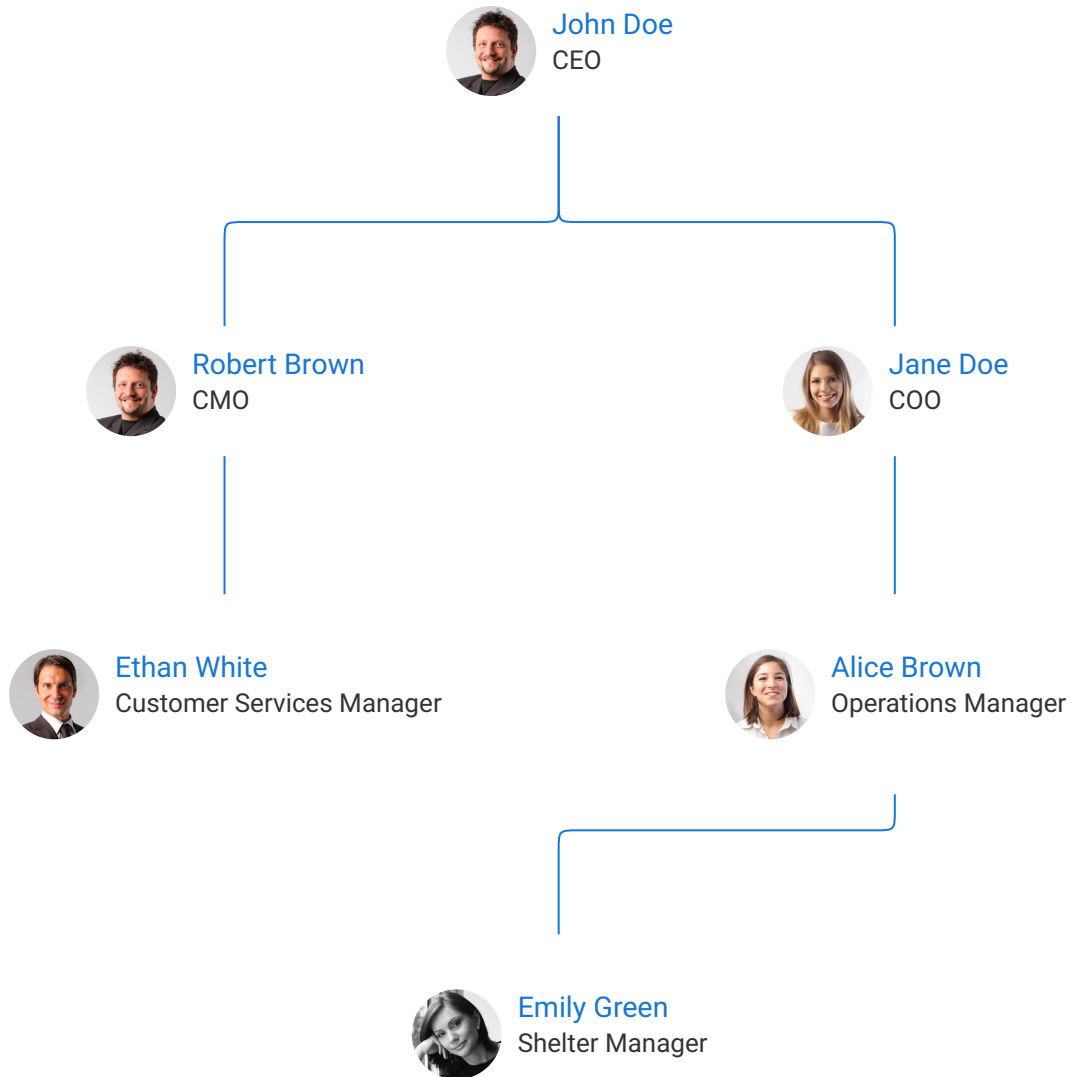 John Doe
CEO
Robert Brown
CMO
Jane Doe
COO
Ethan White
Customer Services Manager
Alice Brown
Operations Manager
Emily Green
Shelter Manager